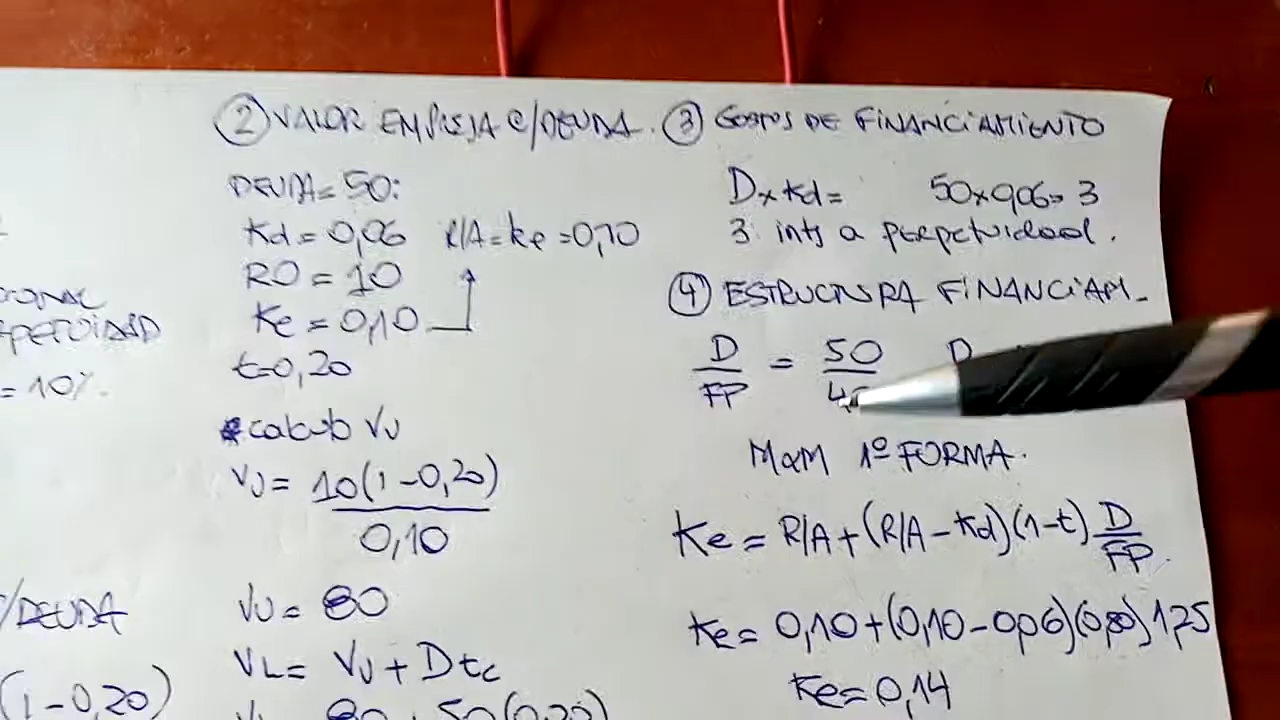 IONAL
EPETUIDAD
= 10%.
/DEUDA
(1-0,20)
② VALOR EMPRESA C/DEUDA.
DEUDA= 50:
Kd = 0,06 R/A=ke =0,10
RO = 10
Ke = 0,10
t=0,20
*calculo VU
VU= 10(1-0,20)
0,10
VU= 80
VL= VU + Dtc
③ COSTOS DE FINANCIAMIENTO
D x Kd = 50x0,06= 3
3 ints a perpetuidad.
④ ESTRUCTURA FINANCIAM.
D = 50 D
FP
M&M 1º FORMA.
Ke = R/A + (R/A - Kd)(1-t) D
FP.
Ke= 0,10+(0,10-0,06)(0,80)1,25
Ke=0,14